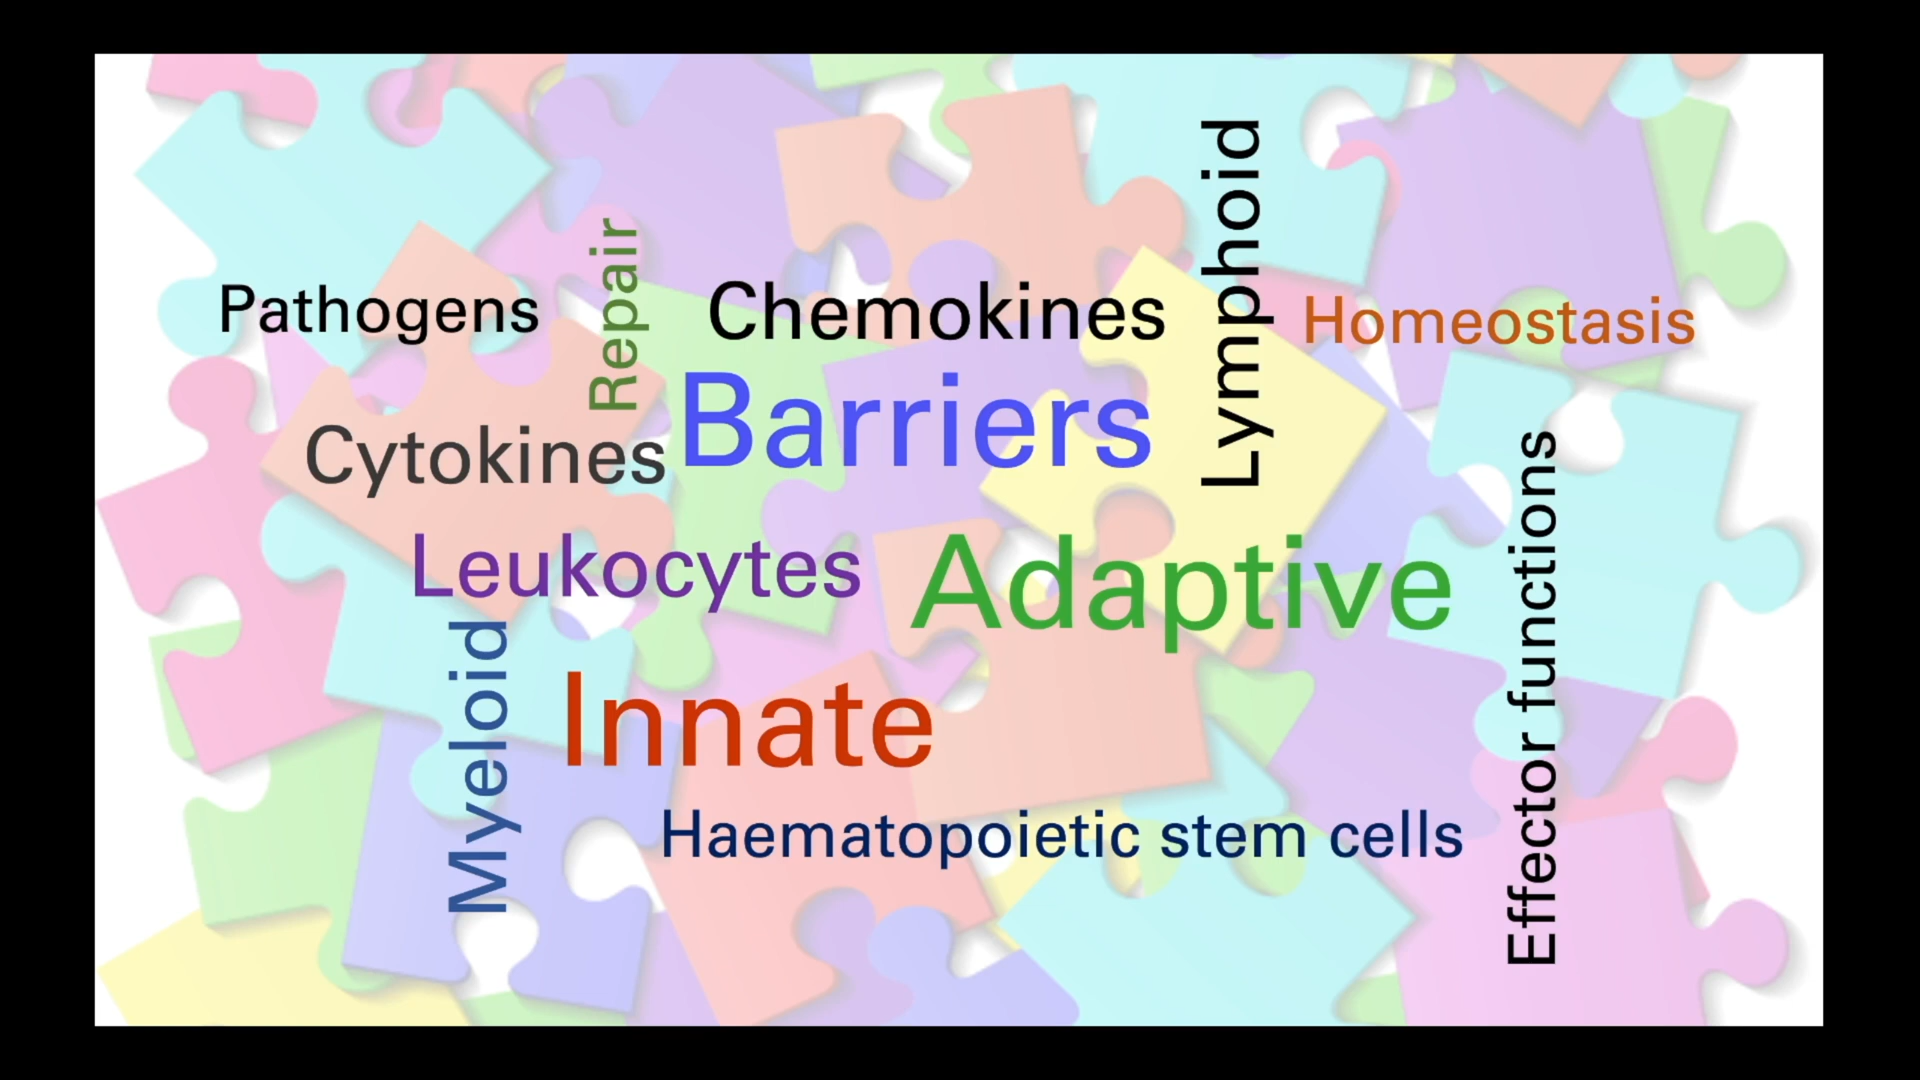 Lymphoid
Repair
Pathogens
Chemokines
Homeostasis
Barriers
Cytokines
Effector functions
Leukocytes
Adaptive
Myeloid
Innate
Haematopoietic stem cells